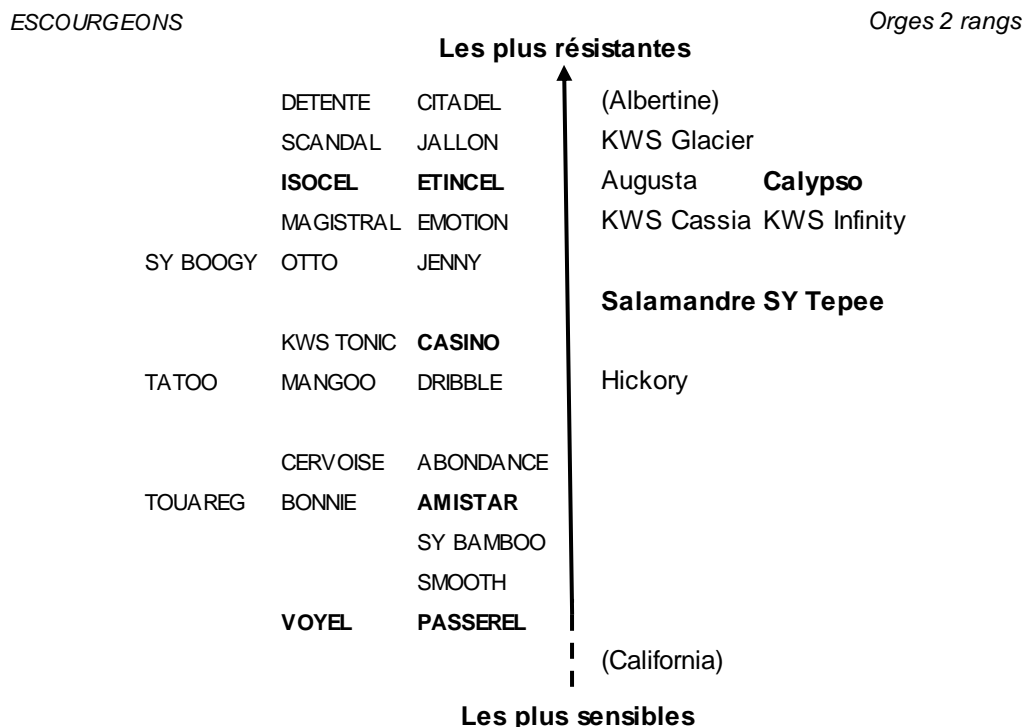 ESCOURGEONS Orges 2 rangs
Les plus résistantes
DETENTE CITADEL (Albertine)
SCANDAL JALLON KWS Glacier
ISOCEL ETINCEL Augusta Calypso
MAGISTRAL EMOTION KWS Cassia KWS Infinity
SY BOOGY OTTO JENNY
Salamandre SY Tepee
KWS TONIC CASINO
TATOO MANGOO DRIBBLE Hickory
CERVOISE ABONDANCE
TOUAREG BONNIE AMISTAR
SY BAMBOO
SMOOTH
VOYEL PASSEREL
(California)
Les plus sensibles